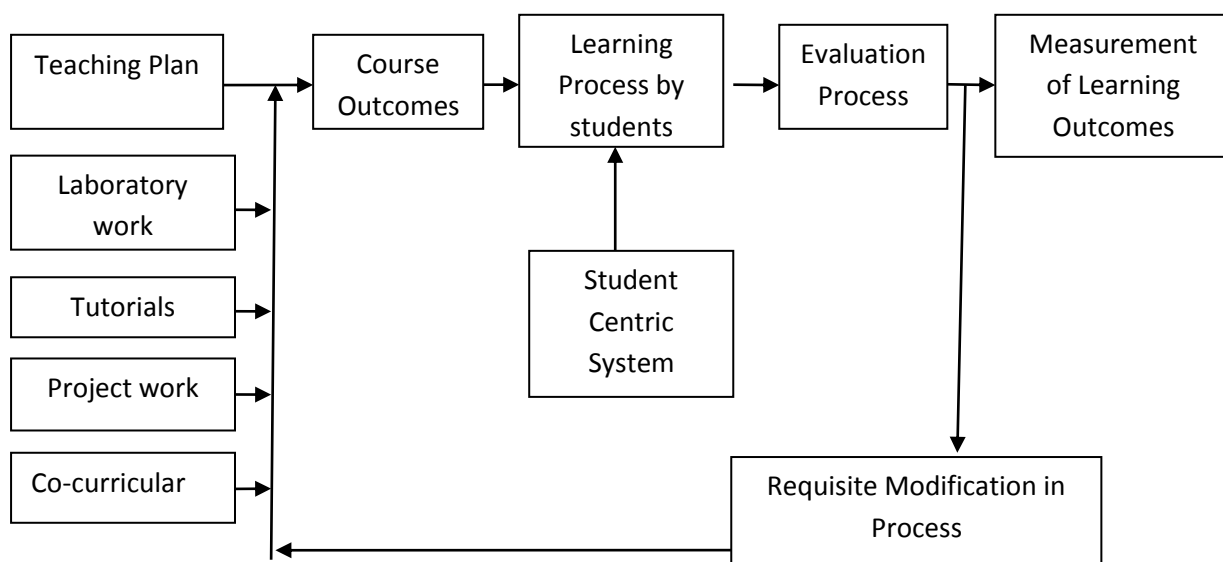 Teaching Plan
Course
Outcomes
Learning
Process by
students
Evaluation
Process
Measurement
of Learning
Outcomes
Laboratory
work
Tutorials
Project work
Co-curricular
Student
Centric
System
Requisite Modification in
Process